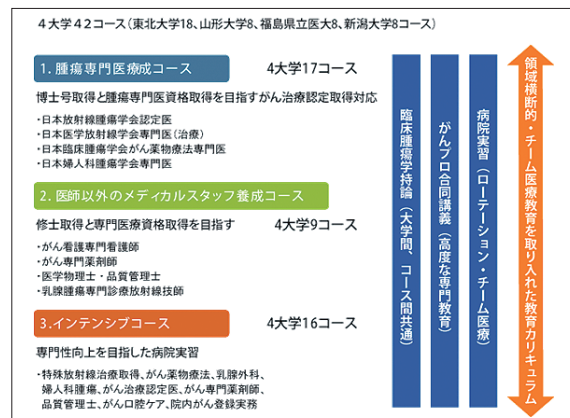 4大学42コース(東北大学18、山形大学8、福島県立医大8、新潟大学8コース)
1. 腫瘍専門医療成コース
4大学17コース
博士号取得と腫瘍専門医資格取得を目指すがん治療認定取得対応
・日本放射線腫瘍学会認定医
・日本医学放射線学会専門医(治療)
・日本臨床腫瘍学会がん薬物療法専門医
・日本婦人科腫瘍学会専門医
2. 医師以外のメディカルスタッフ養成コース
修士取得と専門医療資格取得を目指す
4大学9コース
・がん看護専門看護師
・がん専門薬剤師
・医学物理士・品質管理士
・乳腺腫瘍専門診療放射線技師
3.インテンシブコース
4大学16コース
専門性向上を目指した病院実習
・特殊放射線治療取得、がん薬物療法、乳腺外科、
婦人科腫瘍、がん治療認定医、がん専門薬剤師、
品質管理士、がん口腔ケア、院内がん登録実務
臨床腫瘍学持論(大学間、コース間共通)
がんプロ合同講義(高度な専門教育)
病院実習(ローテーション・チーム医療)
領域横断的・チーム医療教育を取り入れた教育カリキュラム